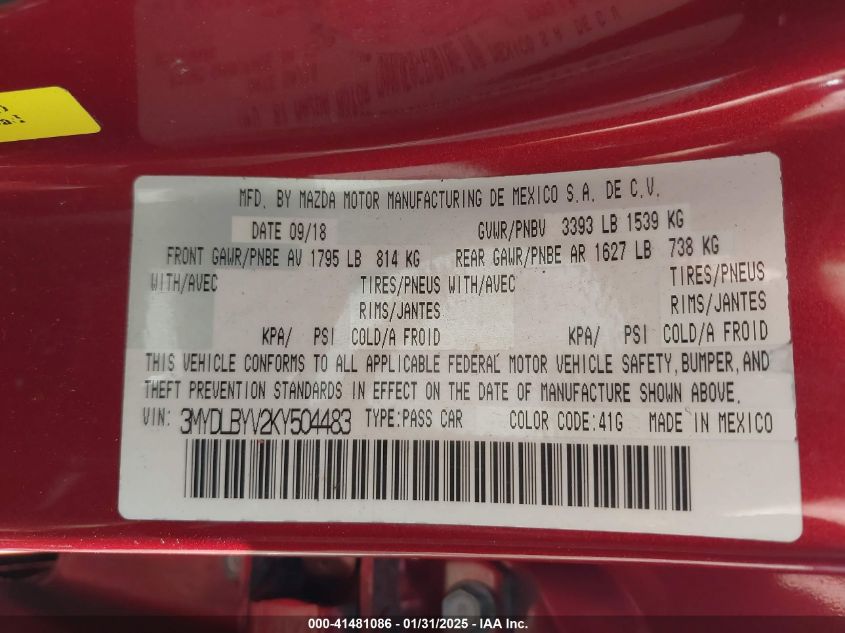 MFD. BY MAZDA MOTOR MANUFACTURING DE MEXICO S.A. DE C.V.
DATE 09/18 GVWR/PNBV 3393 LB 1539 KG
FRONT GAWR/PNBE AV 1795 LB 814 KG REAR GAWR/PNBE AR 1627 LB 738 KG
WITH/AVEC TIRES/PNEUS WITH/AVEC TIRES/PNEUS
RIMS/JANTES RIMS/JANTES
KPA/ PSI COLD/A FROID KPA/ PSI COLD/A FROID
THIS VEHICLE CONFORMS TO ALL APPLICABLE FEDERAL MOTOR VEHICLE SAFETY, BUMPER, AND
THEFT PREVENTION STANDARDS IN EFFECT ON THE DATE OF MANUFACTURE SHOWN ABOVE.
VIN: 3MYDLBYV2KY504483 TYPE:PASS CAR COLOR CODE:41G MADE IN MEXICO
000-41481086 / 01/31/2025 - IAA Inc.